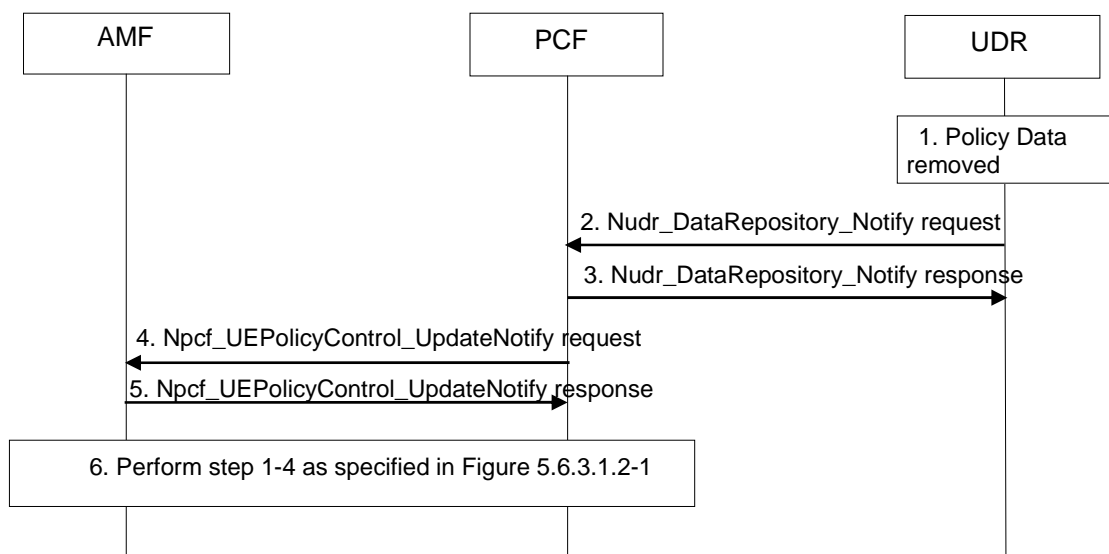 AMF
PCF
UDR
1. Policy Data
removed
2. Nudr_DataRepository_Notify request
3. Nudr_DataRepository_Notify response
4. Npcf_UEPolicyControl_UpdateNotify request
5. Npcf_UEPolicyControl_UpdateNotify response
6. Perform step 1-4 as specified in Figure 5.6.3.1.2-1